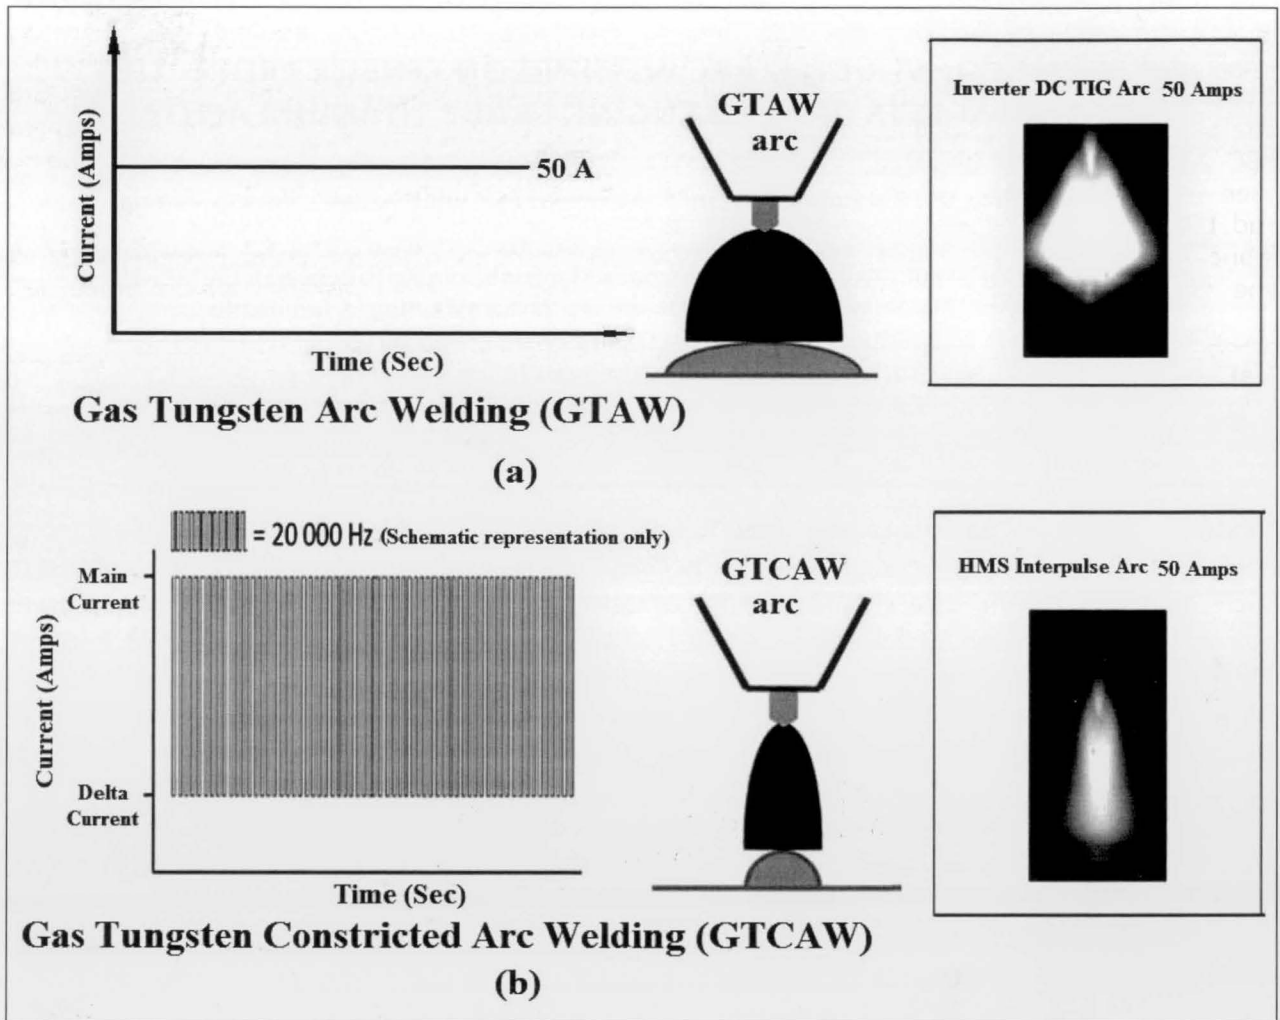 Current (Amps)
50 A
Time (Sec)
GTAW
arc
Inverter DC TIG Arc 50 Amps
Gas Tungsten Arc Welding (GTAW)
(a)
= 20 000 Hz (Schematic representation only)
Main
Current
Current (Amps)
Delta
Current
Time (Sec)
GTCAW
arc
HMS Interpulse Arc 50 Amps
Gas Tungsten Constricted Arc Welding (GTCAW)
(b)